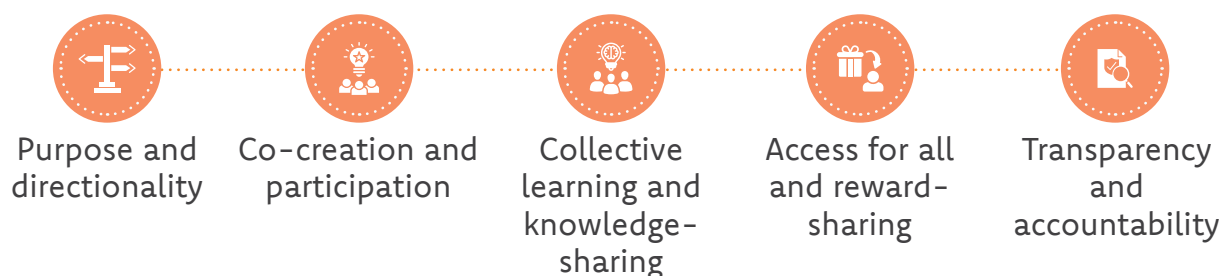 Purpose and
directionality
Co-creation and
participation
Collective
learning and
knowledge-
sharing
Access for all
and reward-
sharing
Transparency
and
accountability